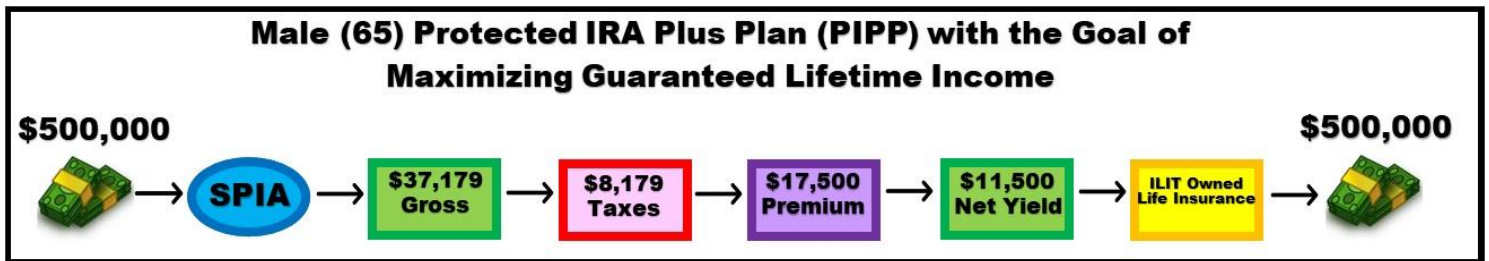 Male (65) Protected IRA Plus Plan (PIPP) with the Goal of
Maximizing Guaranteed Lifetime Income
$500,000
SPIA
$37,179
Gross
$8,179
Taxes
$17,500
Premium
$11,500
Net Yield
ILIT Owned
Life Insurance
$500,000